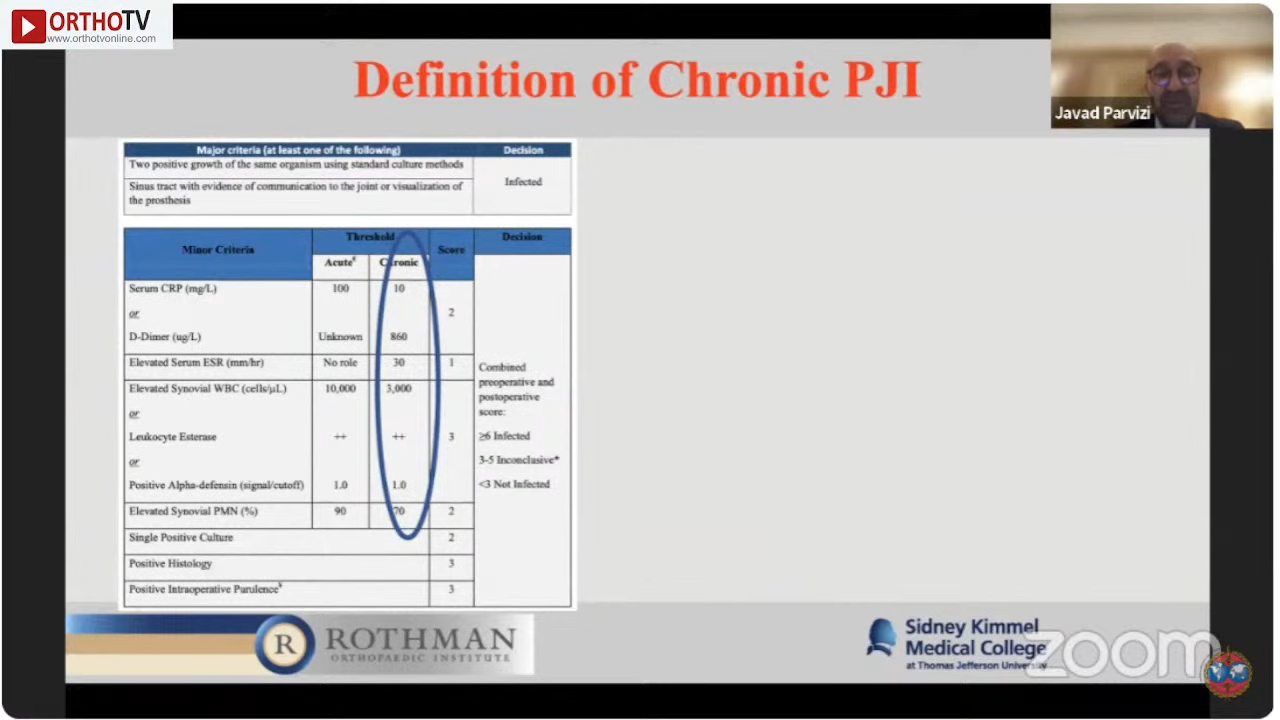 ORTHOTV
www.orthotvonline.com
Definition of Chronic PJI
Javad Parvizi
Major criteria (at least one of the following) Decision
Two positive growth of the same organism using standard culture methods
Infected
Sinus tract with evidence of communication to the joint or visualization of
the prosthesis
Minor Criteria Threshold Score Decision
Acute¥ Chronic
Serum CRP (mg/L) 100 10
or 2
D-Dimer (ug/L) Unknown 860
Elevated Serum ESR (mm/hr) No role 30 1
Elevated Synovial WBC (cells/µL) 10,000 3,000
or
Leukocyte Esterase ++ ++ 3
or
Positive Alpha-defensin (signal/cutoff) 1.0 1.0
Elevated Synovial PMN (%) 90 70 2
Single Positive Culture 2
Positive Histology 3
Positive Intraoperative Purulence¥ 3
Combined
preoperative and
postoperative
score:
≥6 Infected
3-5 Inconclusive*
<3 Not Infected
R ROTHMAN
ORTHOPAEDIC INSTITUTE
Sidney Kimmel
Medical College
at Thomas Jefferson University
zoom